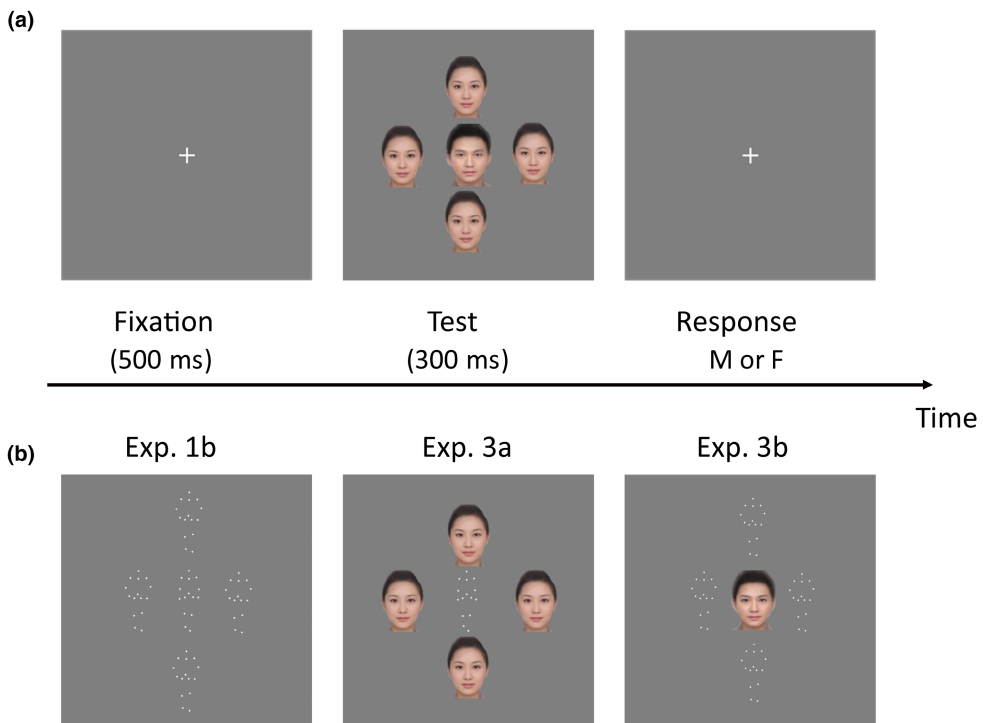 (a)
Fixation
(500 ms)
Test
(300 ms)
Response
M or F
Time
(b)
Exp. 1b
Exp. 3a
Exp. 3b